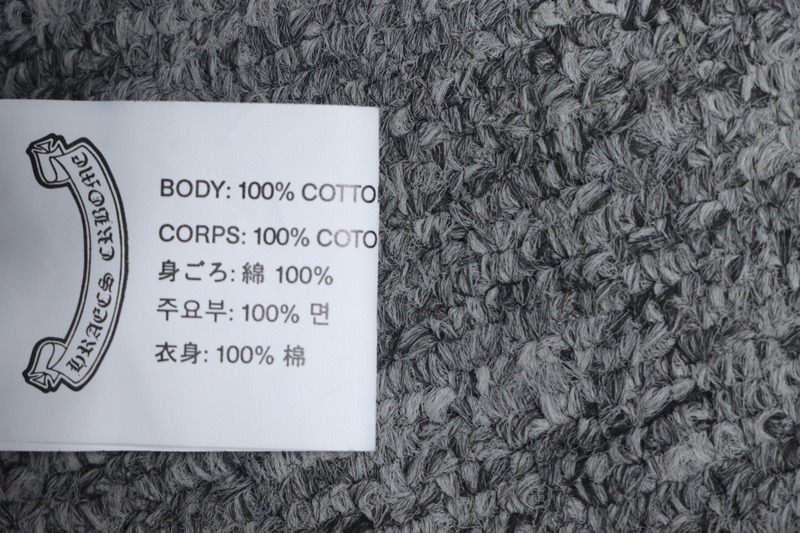 BODY: 100% COTTO
CORPS: 100% COTO
身ごろ: 綿 100%
주요부: 100% 면
衣身: 100% 棉